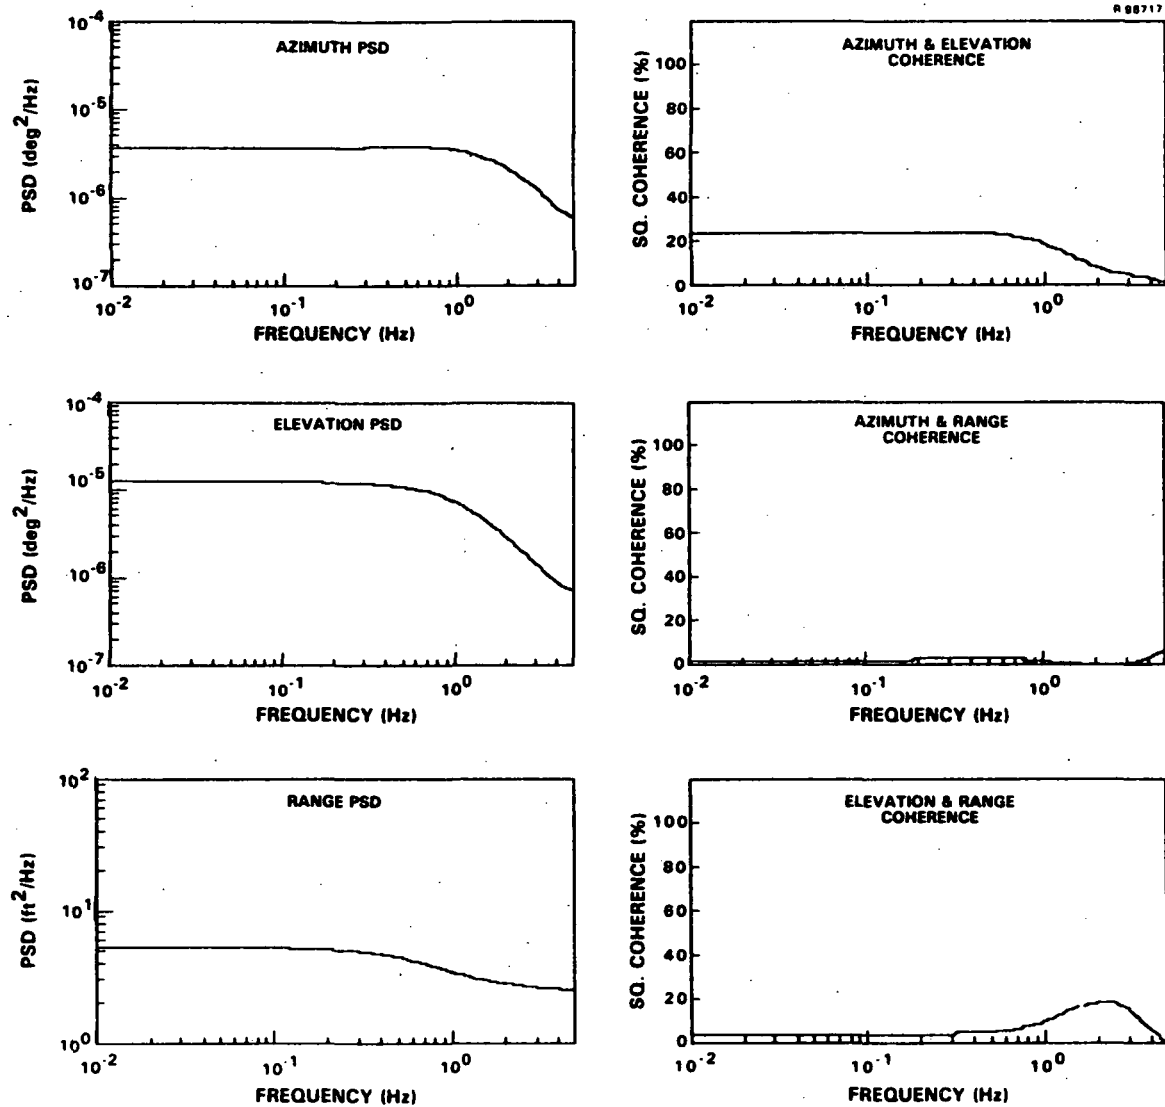 R 98717
AZIMUTH PSD
PSD (deg²/Hz)
10⁻⁴
10⁻⁵
10⁻⁶
10⁻⁷
10⁻² 10⁻¹ 10⁰
FREQUENCY (Hz)
AZIMUTH & ELEVATION
COHERENCE
SQ. COHERENCE (%)
100
80
60
40
20
0
10⁻² 10⁻¹ 10⁰
FREQUENCY (Hz)
ELEVATION PSD
PSD (deg²/Hz)
10⁻⁴
10⁻⁵
10⁻⁶
10⁻⁷
10⁻² 10⁻¹ 10⁰
FREQUENCY (Hz)
AZIMUTH & RANGE
COHERENCE
SQ. COHERENCE (%)
100
80
60
40
20
0
10⁻² 10⁻¹ 10⁰
FREQUENCY (Hz)
RANGE PSD
PSD (ft²/Hz)
10²
10¹
10⁰
10⁻² 10⁻¹ 10⁰
FREQUENCY (Hz)
ELEVATION & RANGE
COHERENCE
SQ. COHERENCE (%)
100
80
60
40
20
0
10⁻² 10⁻¹ 10⁰
FREQUENCY (Hz)